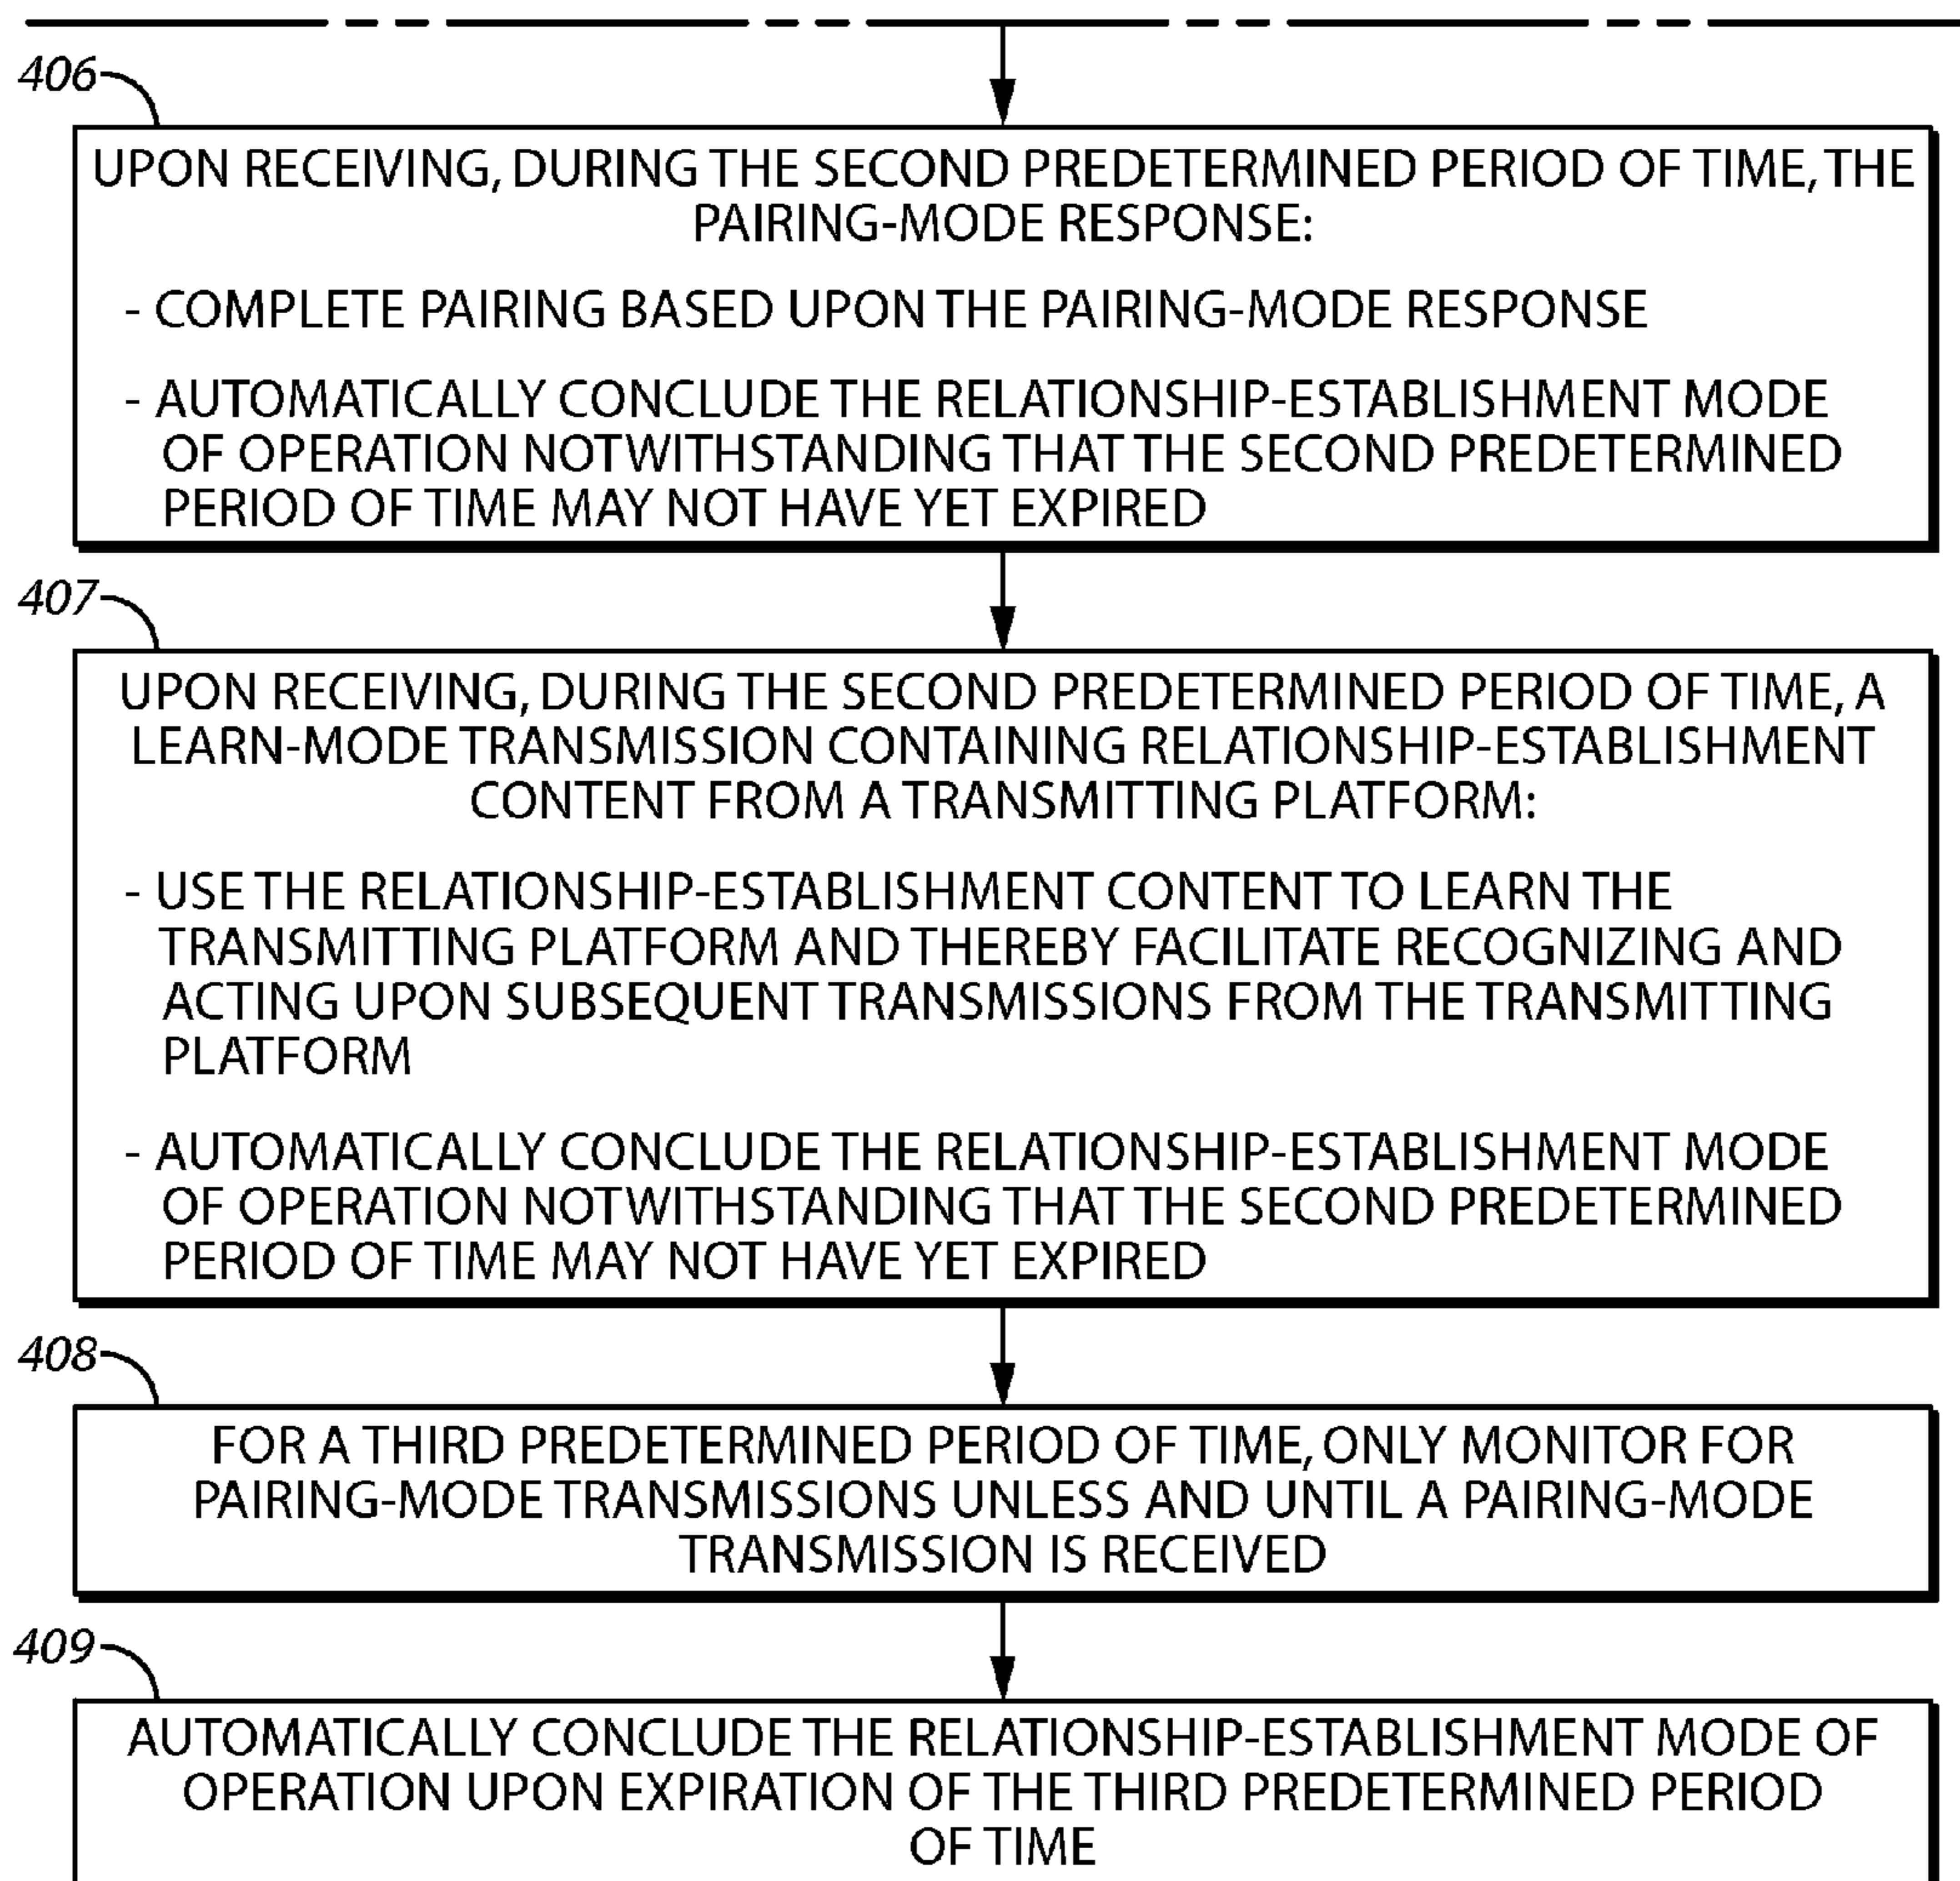 406
UPON RECEIVING, DURING THE SECOND PREDETERMINED PERIOD OF TIME, THE
PAIRING-MODE RESPONSE:
- COMPLETE PAIRING BASED UPON THE PAIRING-MODE RESPONSE
- AUTOMATICALLY CONCLUDE THE RELATIONSHIP-ESTABLISHMENT MODE
OF OPERATION NOTWITHSTANDING THAT THE SECOND PREDETERMINED
PERIOD OF TIME MAY NOT HAVE YET EXPIRED
407
UPON RECEIVING, DURING THE SECOND PREDETERMINED PERIOD OF TIME, A
LEARN-MODE TRANSMISSION CONTAINING RELATIONSHIP-ESTABLISHMENT
CONTENT FROM A TRANSMITTING PLATFORM:
- USE THE RELATIONSHIP-ESTABLISHMENT CONTENT TO LEARN THE
TRANSMITTING PLATFORM AND THEREBY FACILITATE RECOGNIZING AND
ACTING UPON SUBSEQUENT TRANSMISSIONS FROM THE TRANSMITTING
PLATFORM
- AUTOMATICALLY CONCLUDE THE RELATIONSHIP-ESTABLISHMENT MODE
OF OPERATION NOTWITHSTANDING THAT THE SECOND PREDETERMINED
PERIOD OF TIME MAY NOT HAVE YET EXPIRED
408
FOR A THIRD PREDETERMINED PERIOD OF TIME, ONLY MONITOR FOR
PAIRING-MODE TRANSMISSIONS UNLESS AND UNTIL A PAIRING-MODE
TRANSMISSION IS RECEIVED
409
AUTOMATICALLY CONCLUDE THE RELATIONSHIP-ESTABLISHMENT MODE OF
OPERATION UPON EXPIRATION OF THE THIRD PREDETERMINED PERIOD
OF TIME